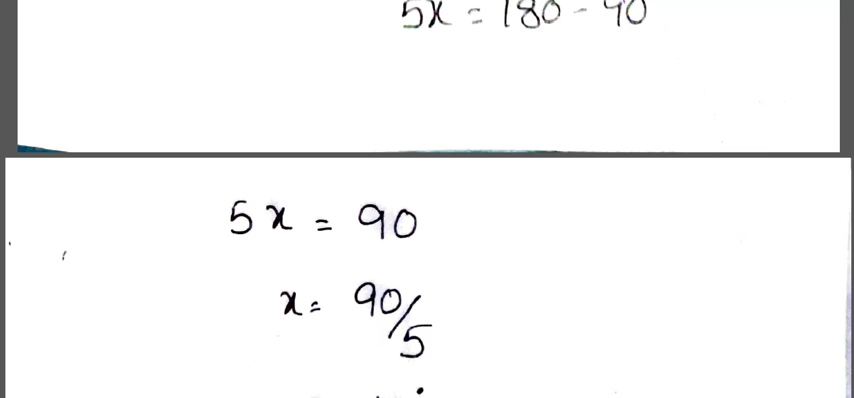 5x = 180 - 90
5x = 90
x = 90/5